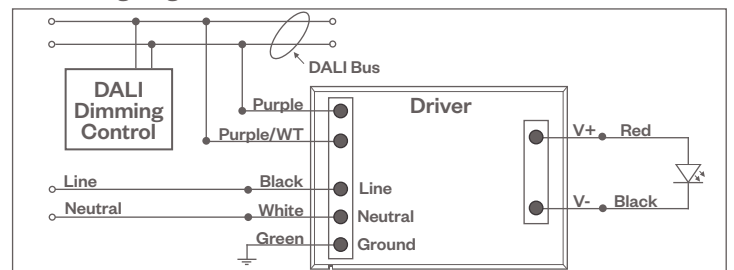 DALI Bus
DALI
Dimming
Control
Driver
Purple
Purple/WT
V+ Red
Line Black Line
V- Black
Neutral White Neutral
Green Ground